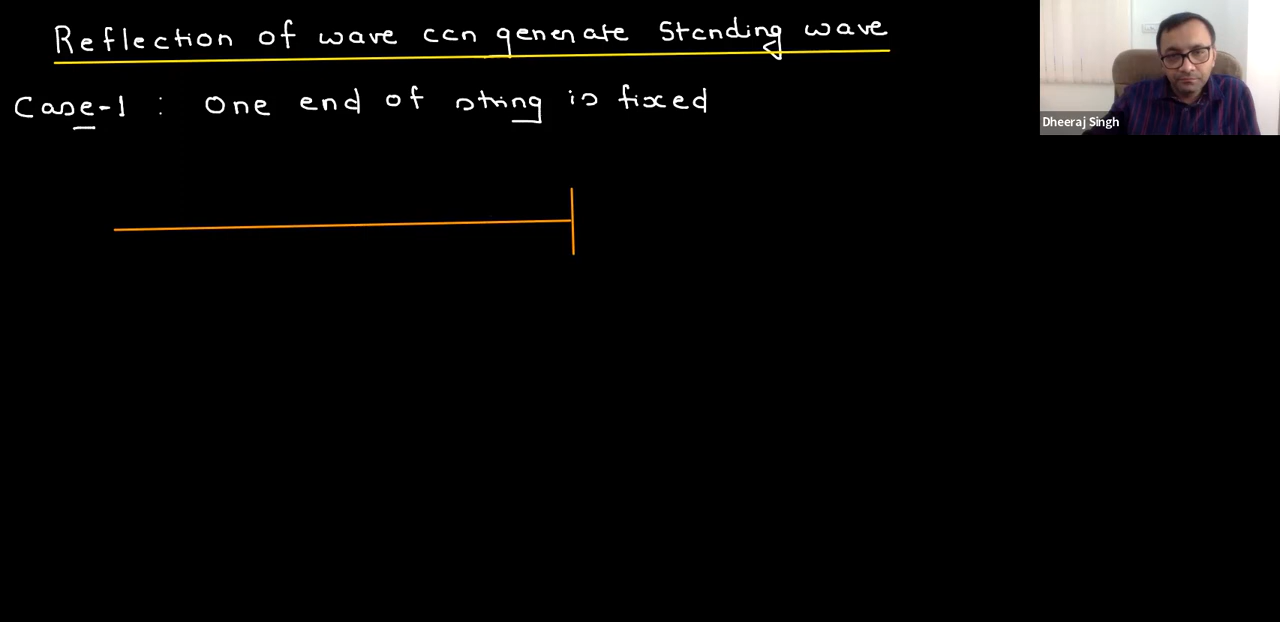 Reflection of wave can generate Standing wave
Case-1 : One end of string is fixed
Dheeraj Singh